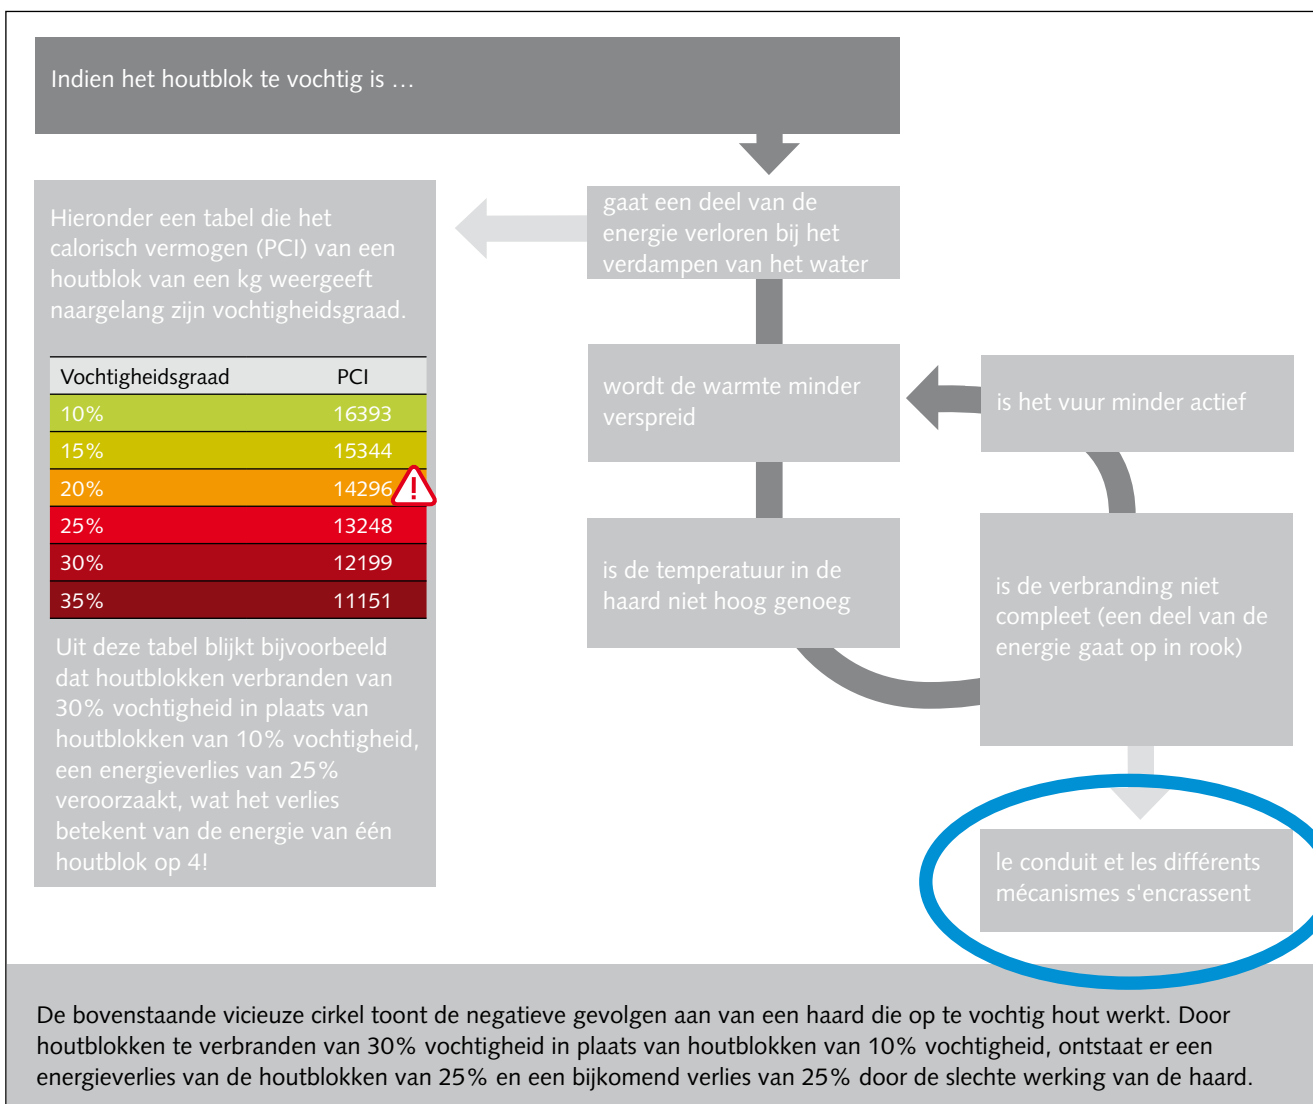 Indien het houtblok te vochtig is …
gaat een deel van de
energie verloren bij het
verdampen van het water
Hieronder een tabel die het
calorisch vermogen (PCI) van een
houtblok van een kg weergeeft
naargelang zijn vochtigheidsgraad.
Vochtigheidsgraad PCI
10% 16393
15% 15344
20% 14296
25% 13248
30% 12199
35% 11151
Uit deze tabel blijkt bijvoorbeeld
dat houtblokken verbranden van
30% vochtigheid in plaats van
houtblokken van 10% vochtigheid,
een energieverlies van 25%
veroorzaakt, wat het verlies
betekent van de energie van één
houtblok op 4!
wordt de warmte minder
verspreid
is de temperatuur in de
haard niet hoog genoeg
is het vuur minder actief
is de verbranding niet
compleet (een deel van de
energie gaat op in rook)
le conduit et les différents
mécanismes s'encrassent
De bovenstaande vicieuze cirkel toont de negatieve gevolgen aan van een haard die op te vochtig hout werkt. Door
houtblokken te verbranden van 30% vochtigheid in plaats van houtblokken van 10% vochtigheid, ontstaat er een
energieverlies van de houtblokken van 25% en een bijkomend verlies van 25% door de slechte werking van de haard.